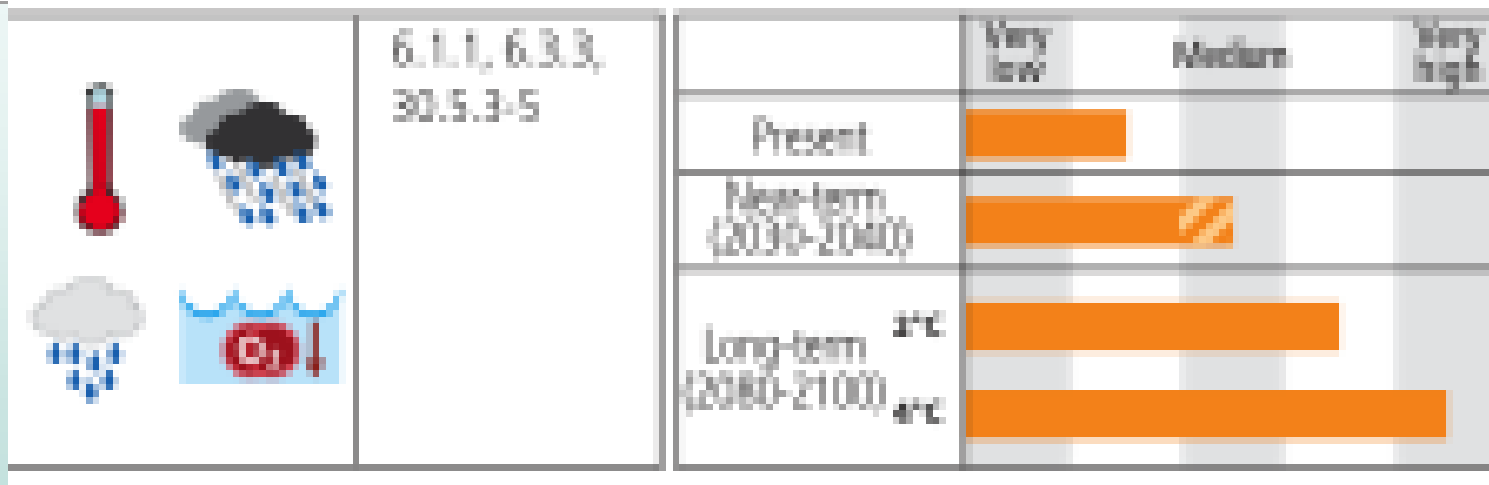 6.1.1, 6.3.3,
30.5.3-5
Very
low
Medium
Very
high
Present
Near-term
(2030-2040)
Long-term
(2080-2100)
2°C
4°C
O₂